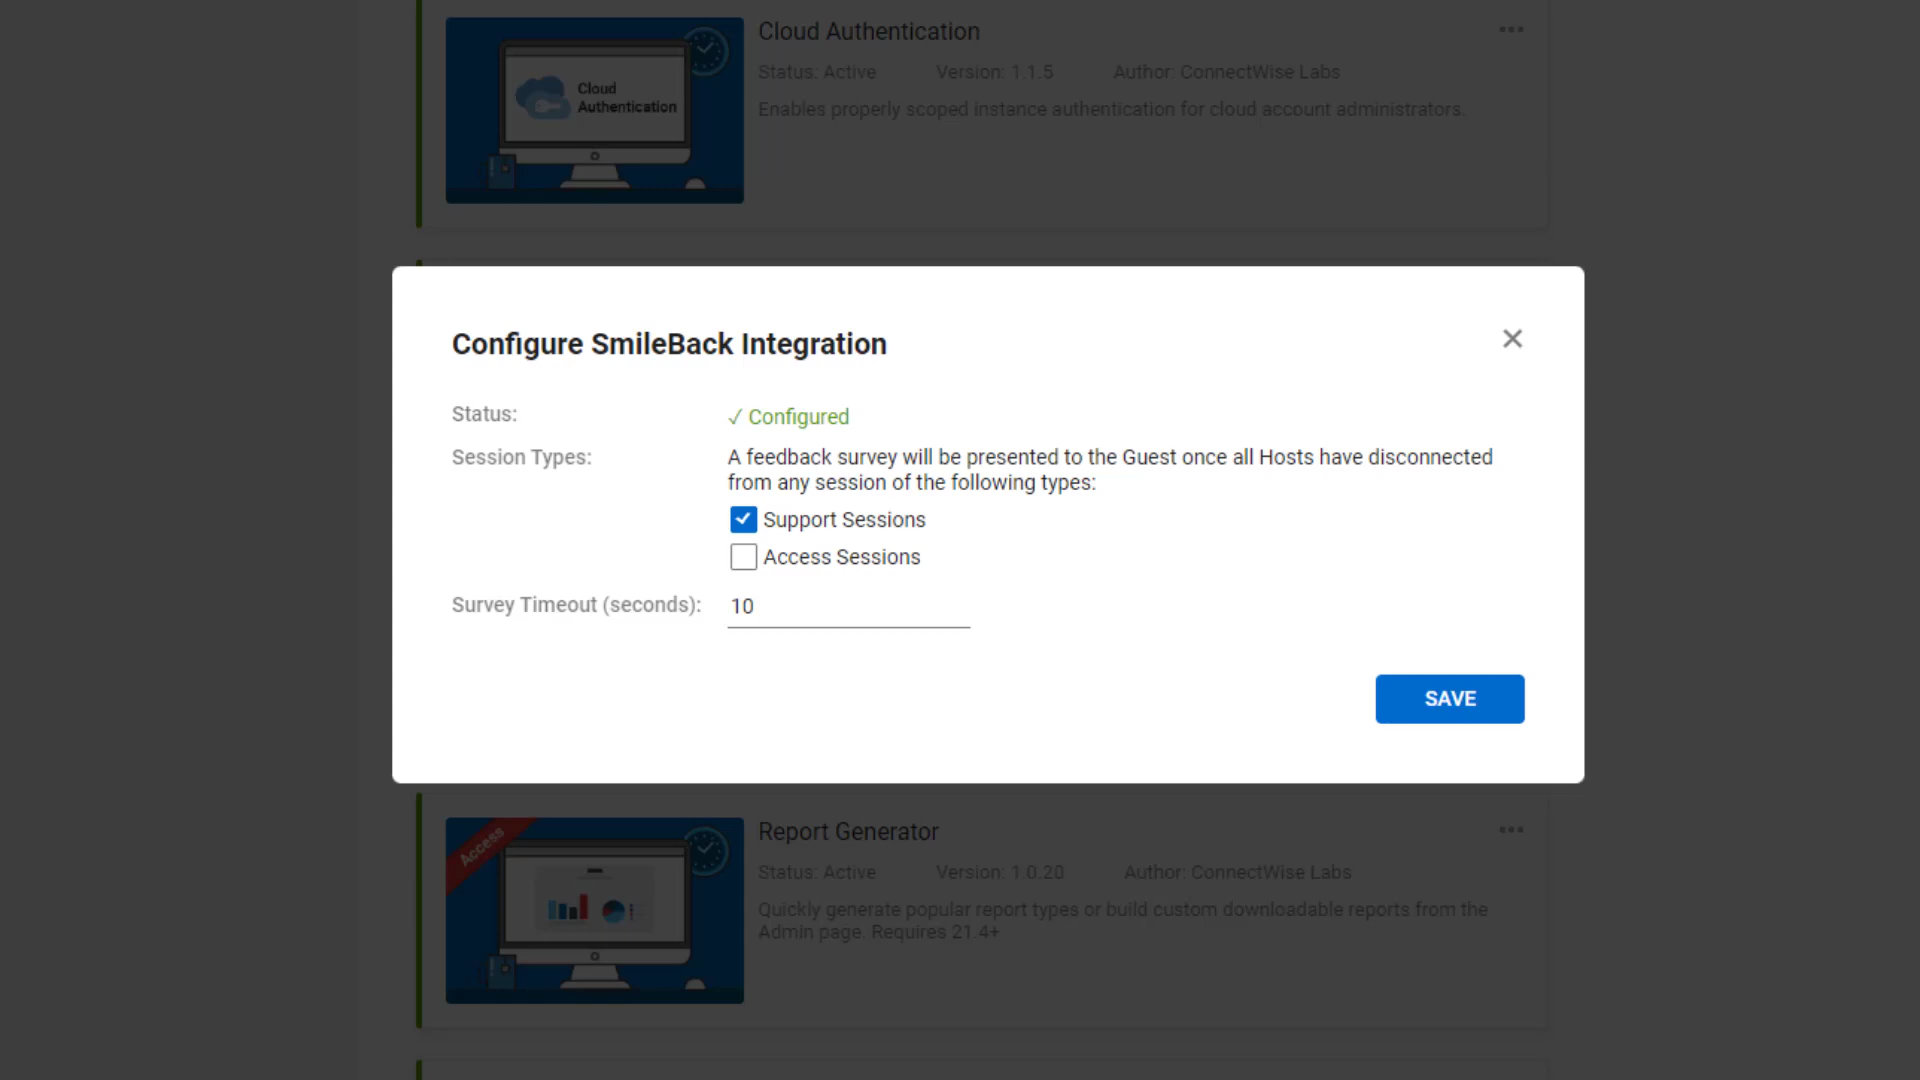 Cloud Authentication
Status: Active Version: 1.1.5 Author: ConnectWise Labs
Enables properly scoped instance authentication for cloud account administrators.
Cloud
Authentication
Configure SmileBack Integration
Status: ✓ Configured
Session Types: A feedback survey will be presented to the Guest once all Hosts have disconnected
from any session of the following types:
Support Sessions
Access Sessions
Survey Timeout (seconds): 10
SAVE
Access
Report Generator
Status: Active Version: 1.0.20 Author: ConnectWise Labs
Quickly generate popular report types or build custom downloadable reports from the
Admin page. Requires 21.4+